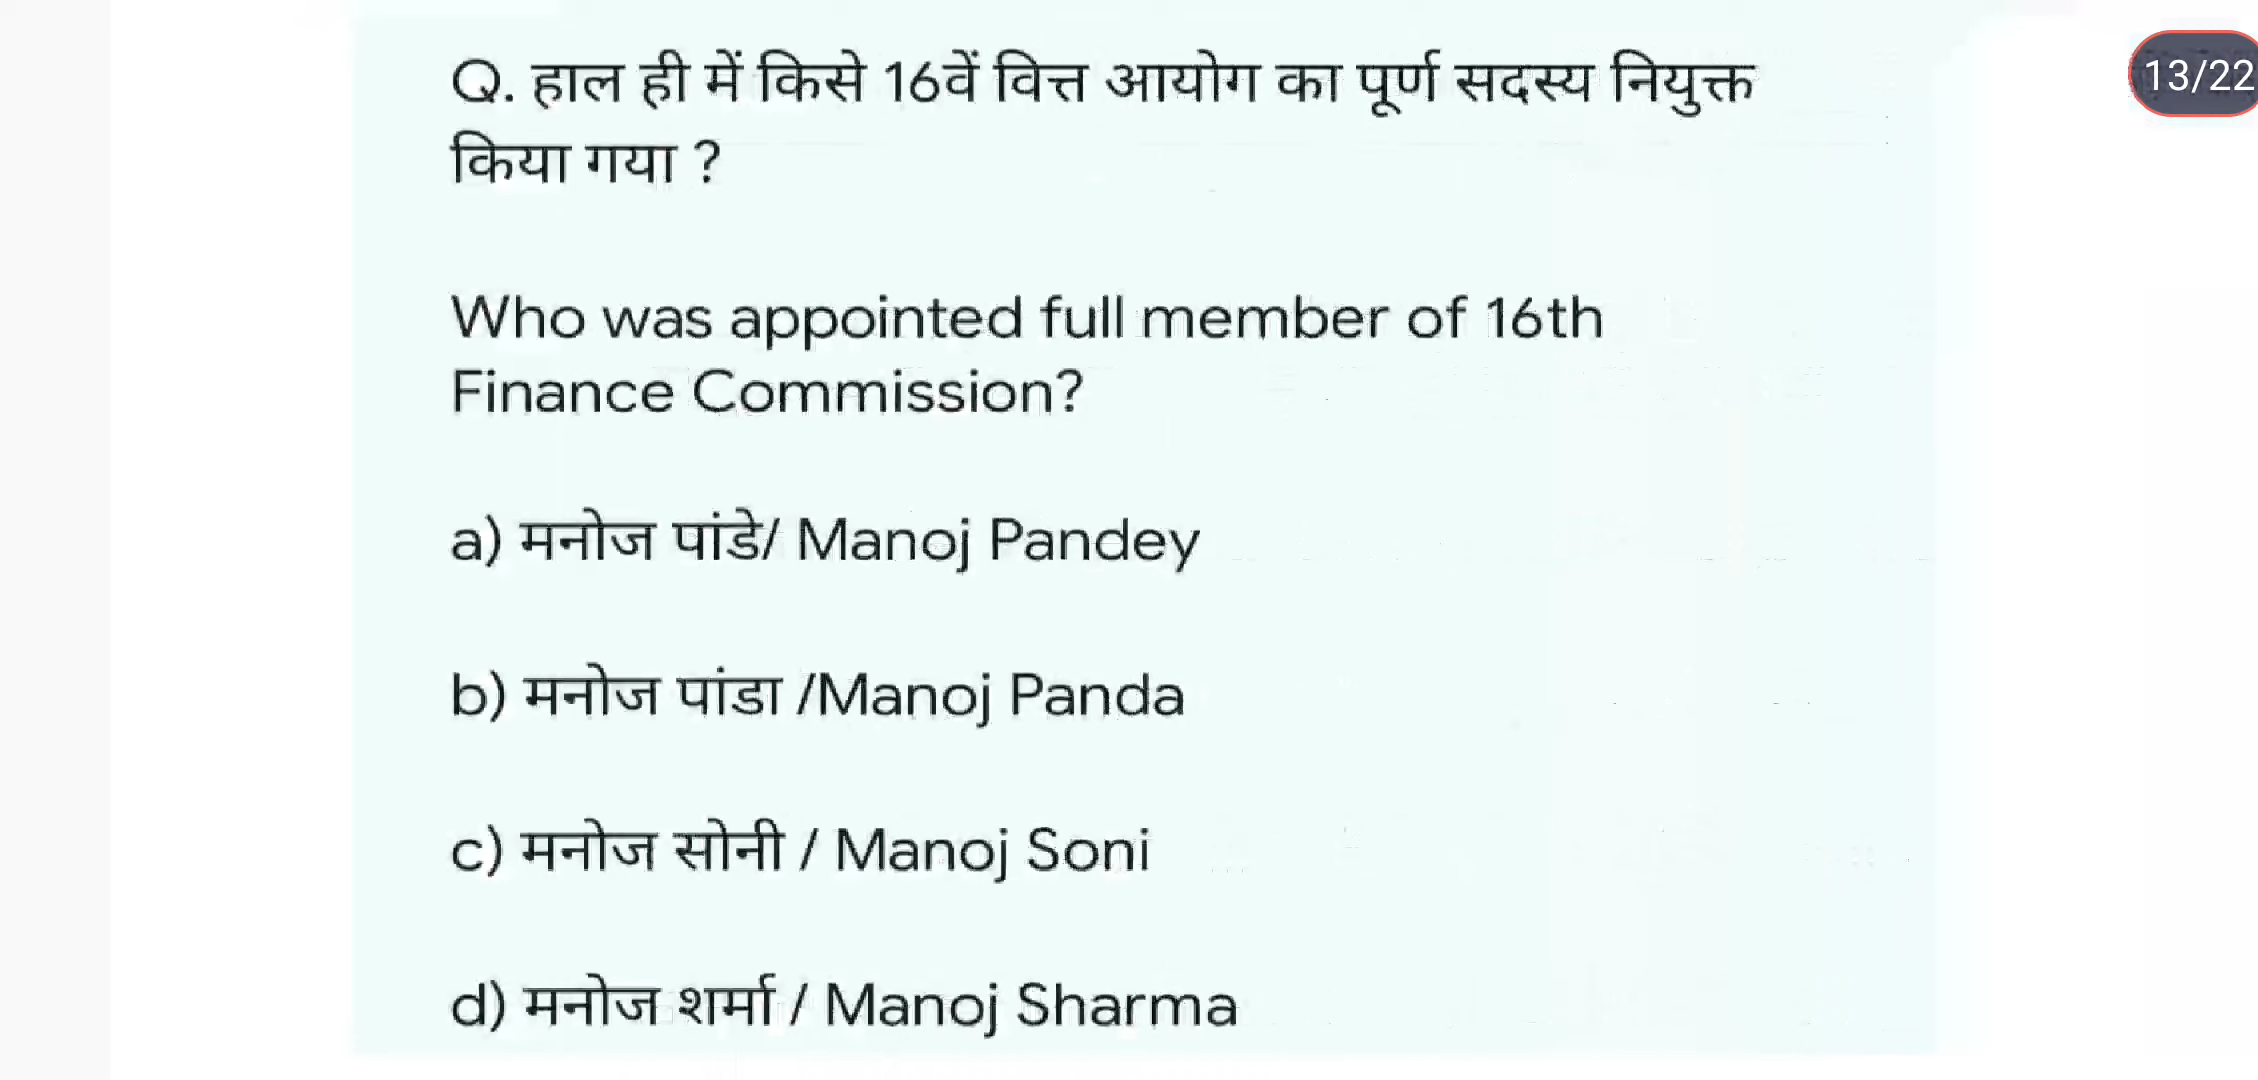 Q. हाल ही में किसे 16वें वित्त आयोग का पूर्ण सदस्य नियुक्त
किया गया ?
13/22
Who was appointed full member of 16th
Finance Commission?
a) मनोज पांडे/ Manoj Pandey
b) मनोज पांडा /Manoj Panda
c) मनोज सोनी / Manoj Soni
d) मनोज शर्मा / Manoj Sharma